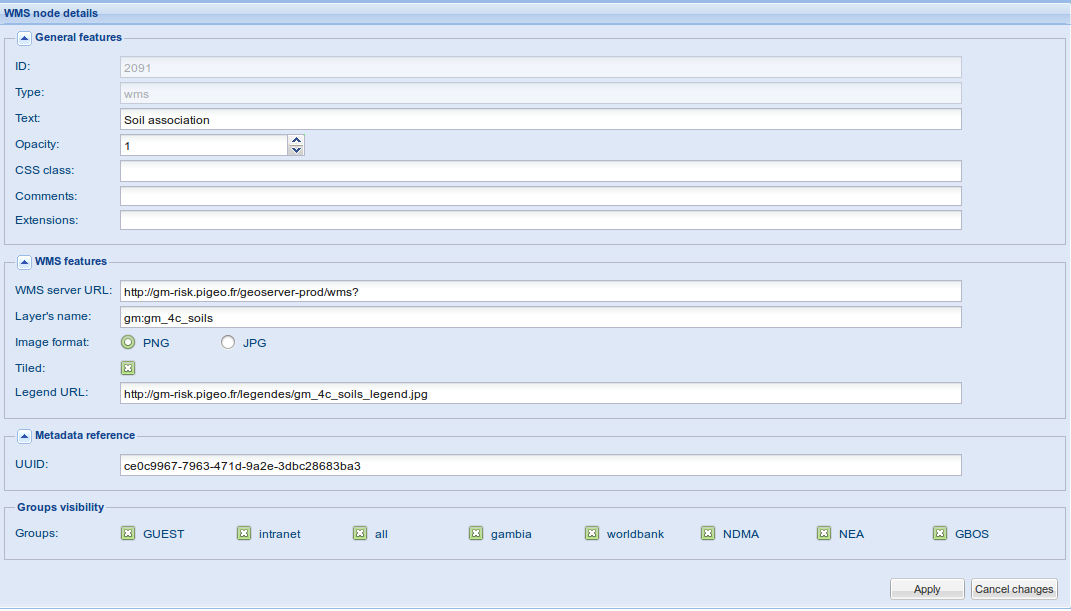 WMS node details
General features
ID: 2091
Type: wms
Text: Soil association
Opacity: 1
CSS class:
Comments:
Extensions:
WMS features
WMS server URL: http://gm-risk.pigeo.fr/geoserver-prod/wms?
Layer's name: gm:gm_4c_soils
Image format: PNG JPG
Tiled:
Legend URL: http://gm-risk.pigeo.fr/legendes/gm_4c_soils_legend.jpg
Metadata reference
UUID: ce0c9967-7963-471d-9a2e-3dbc28683ba3
Groups visibility
Groups: GUEST intranet all gambia worldbank NDMA NEA GBOS
Apply Cancel changes